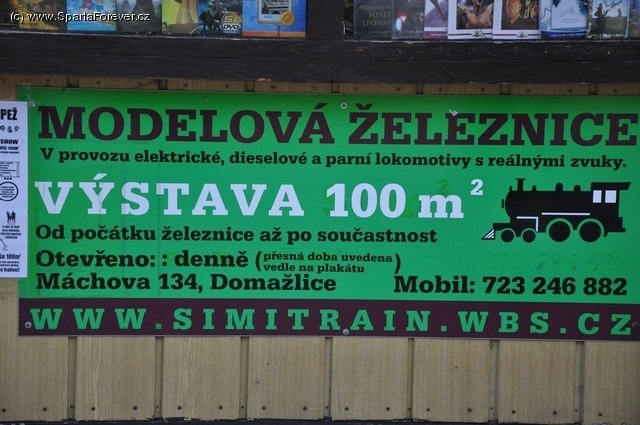 (c) www.SpartaForever.cz
MODELOVÁ ŽELEZNICE
V provozu elektrické, dieselové a parní lokomotivy s reálnými zvuky.
VÝSTAVA 100 m²
Od počátku železnice až po součastnost
Otevřeno: : denně (přesná doba uvedena
vedle na plakátu)
Máchova 134, Domažlice Mobil: 723 246 882
WWW.SIMITRAIN.WBS.CZ